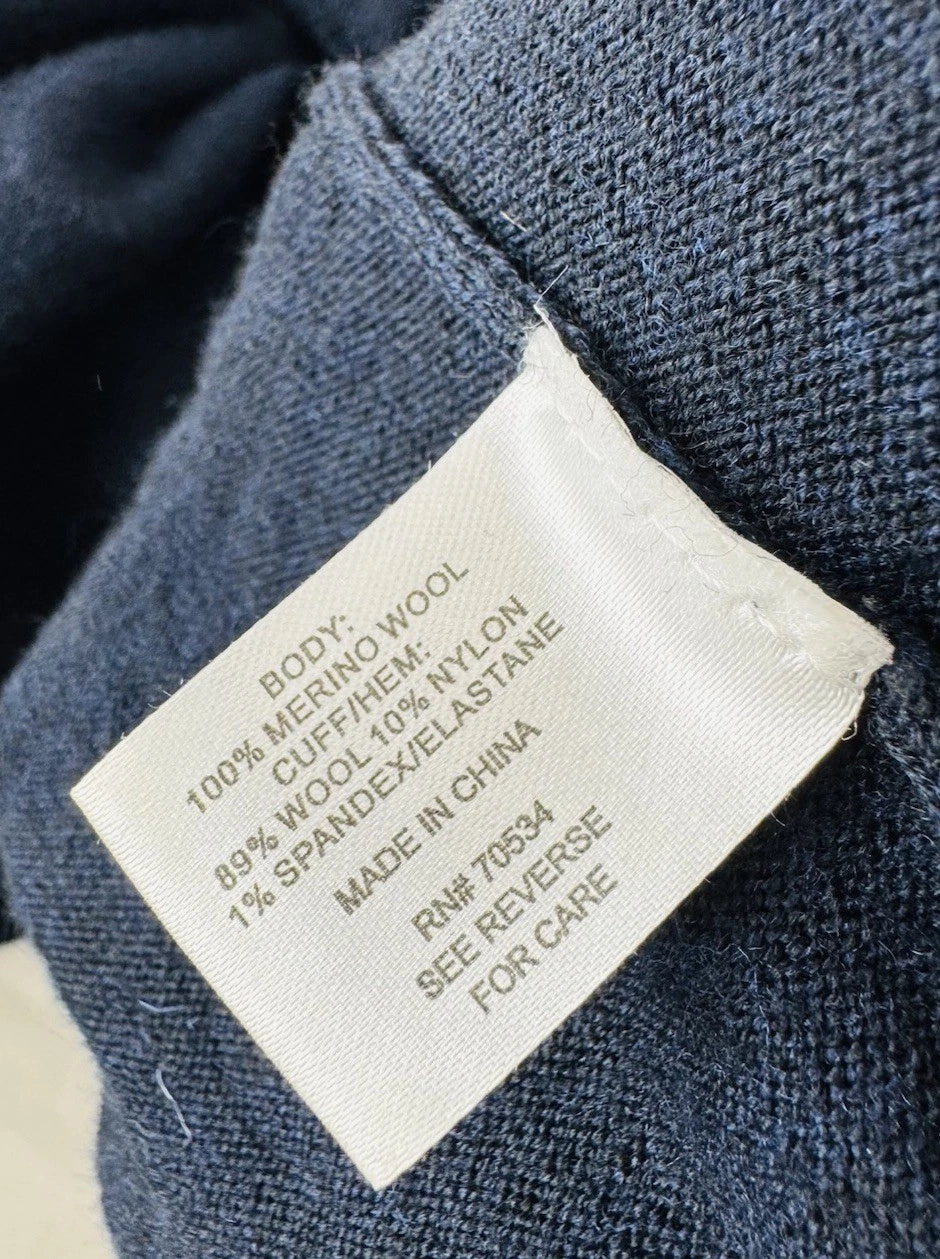 BODY:
100% MERINO WOOL
CUFF/HEM:
89% WOOL 10% NYLON
1% SPANDEX/ELASTANE
MADE IN CHINA
RN# 70534
SEE REVERSE
FOR CARE